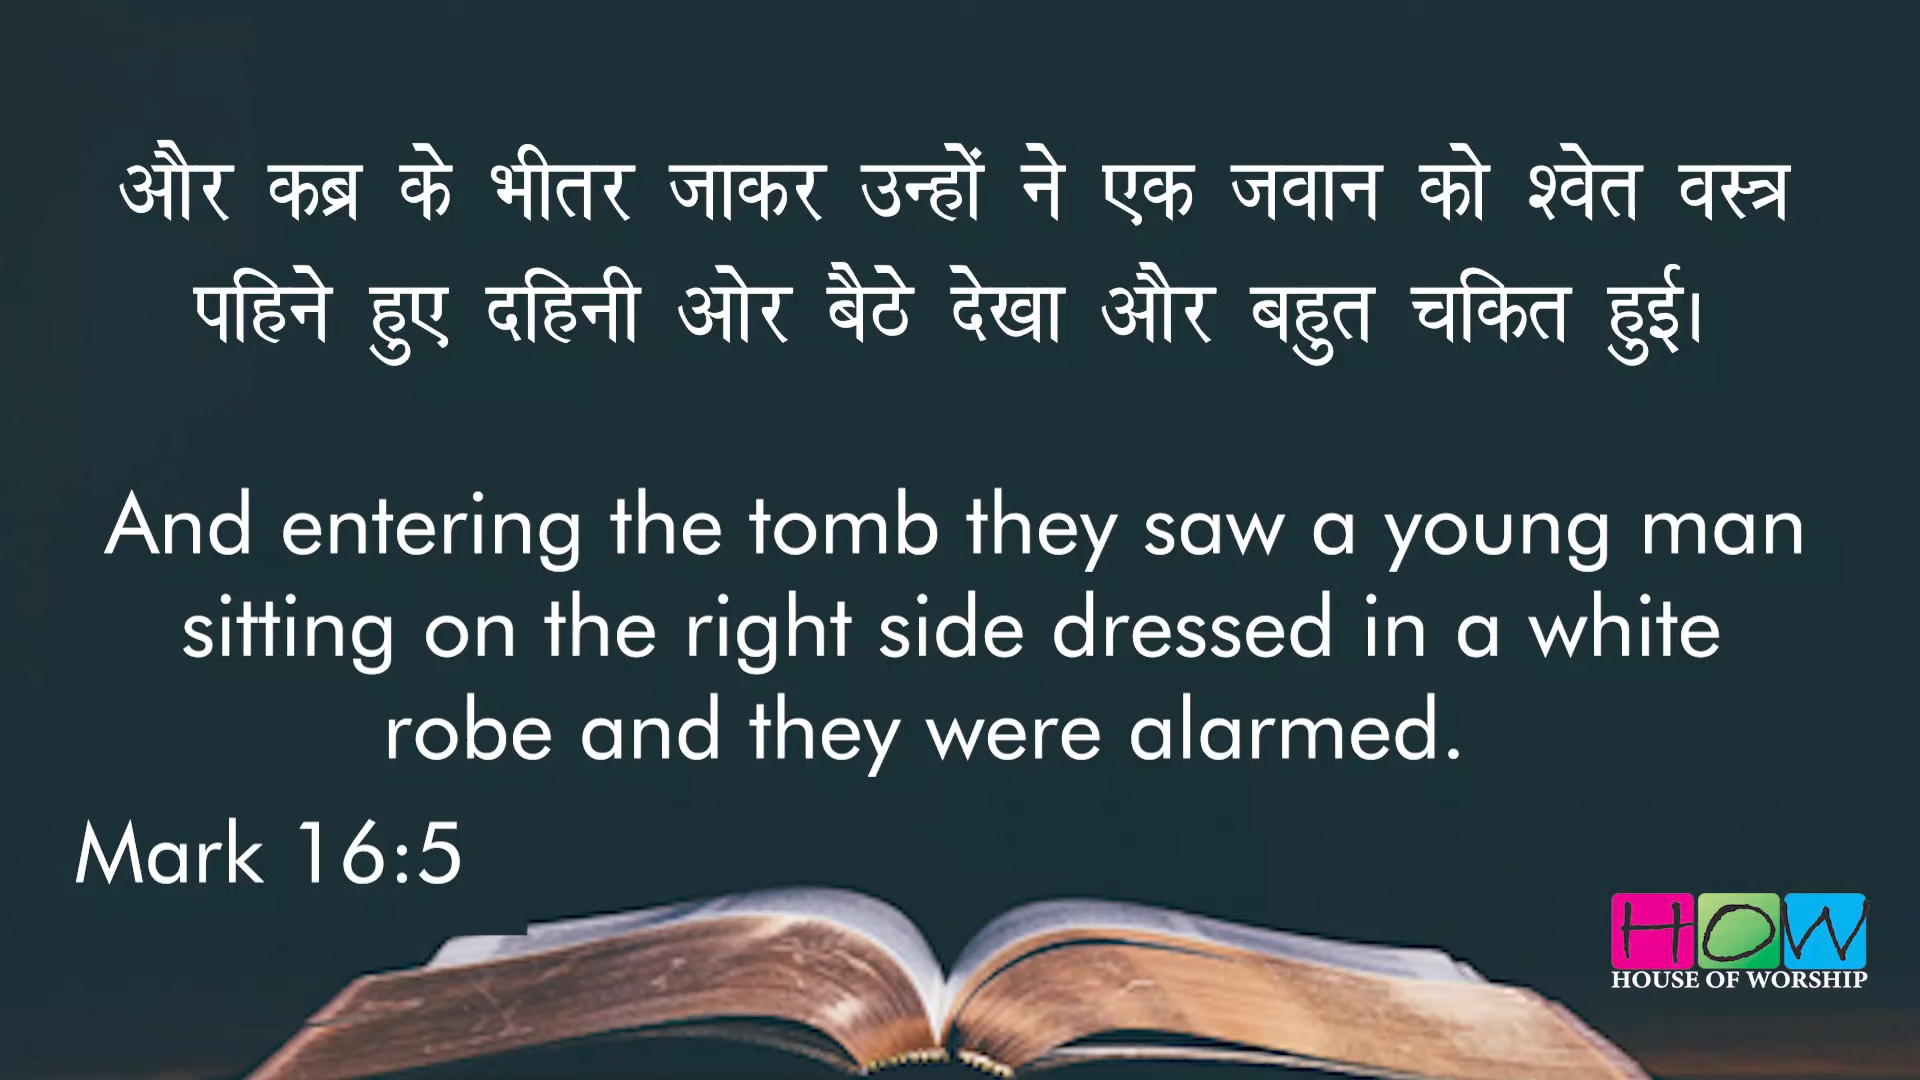 और कब्र के भीतर जाकर उन्हों ने एक जवान को श्वेत वस्त्र
पहिने हुए दहिनी ओर बैठे देखा और बहुत चकित हुई।
And entering the tomb they saw a young man
sitting on the right side dressed in a white
robe and they were alarmed.
Mark 16:5
HOW
HOUSE OF WORSHIP